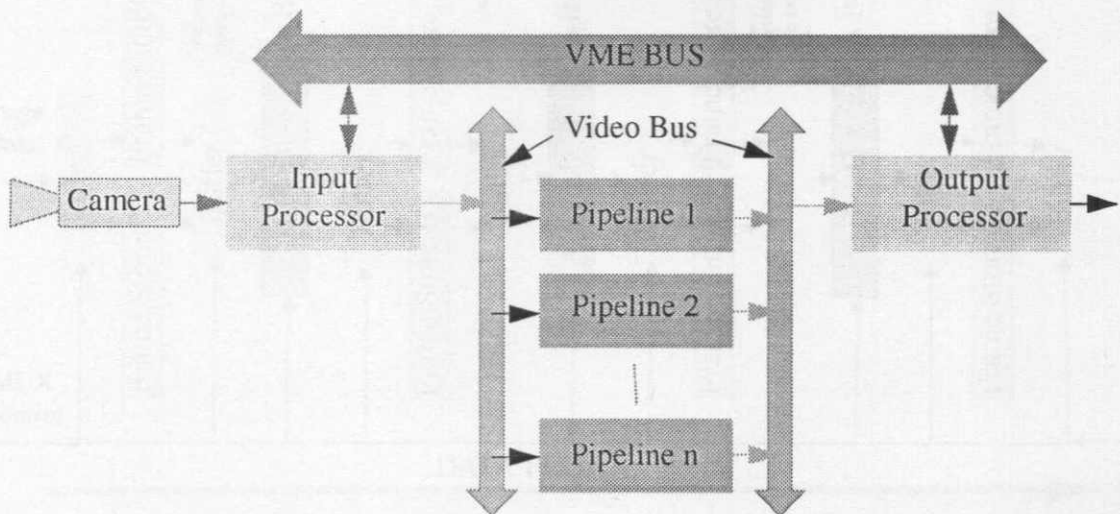 VME BUS
Video Bus
Camera
Input
Processor
Pipeline 1
Output
Processor
Pipeline 2
Pipeline n